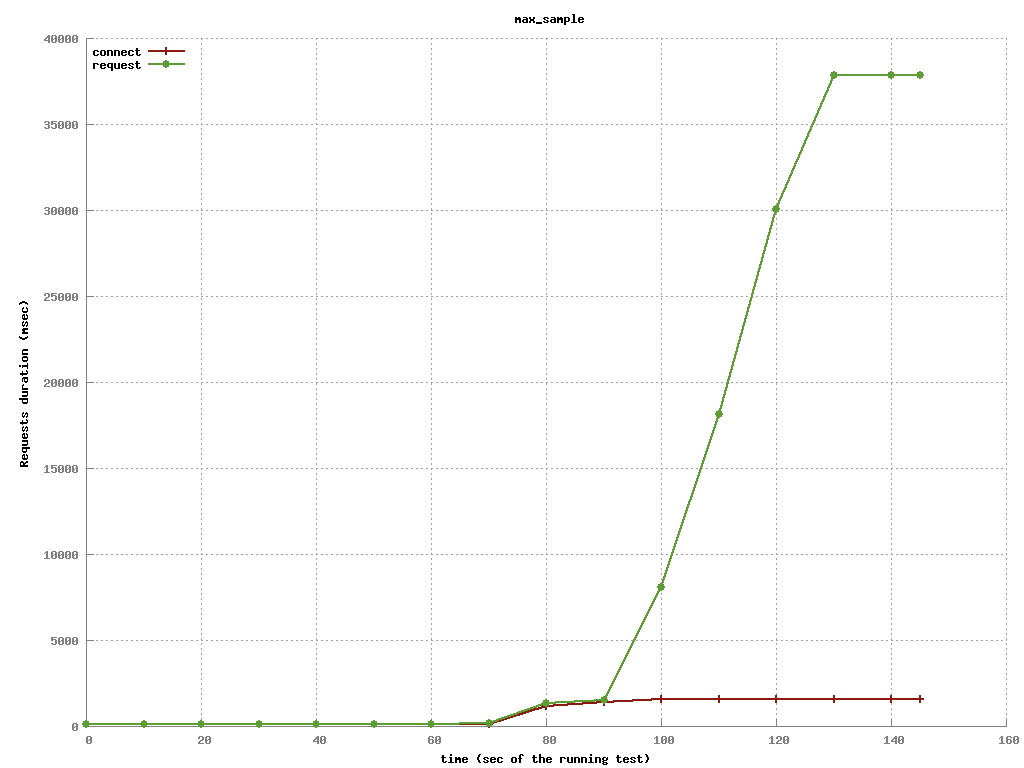 max_sample
connect
request
40000
35000
30000
25000
20000
15000
10000
5000
0
Requests duration (msec)
0 20 40 60 80 100 120 140 160
time (sec of the running test)